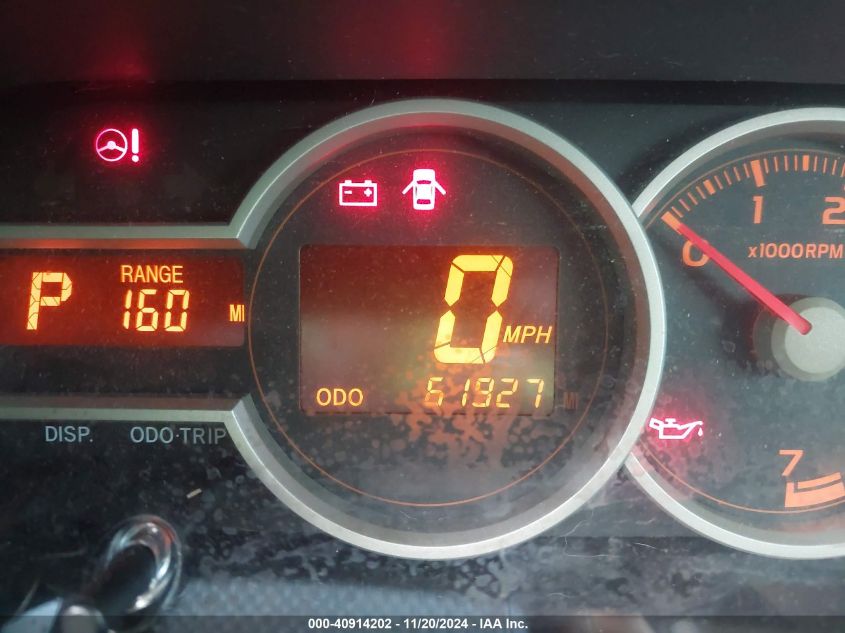 RANGE
P 160 MI
0 MPH
ODO 61927 MI
DISP. ODO·TRIP
0 1 2
x1000RPM
7
000-40914202 - 11/20/2024 - IAA Inc.